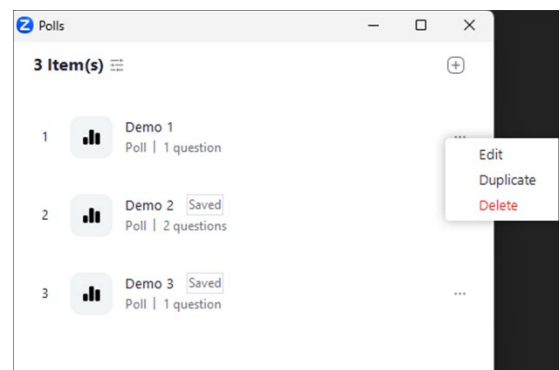 Polls
3 Item(s)
1
Demo 1
Poll | 1 question
...
Edit
Duplicate
Delete
2
Demo 2 Saved
Poll | 2 questions
3
Demo 3 Saved
Poll | 1 question
...